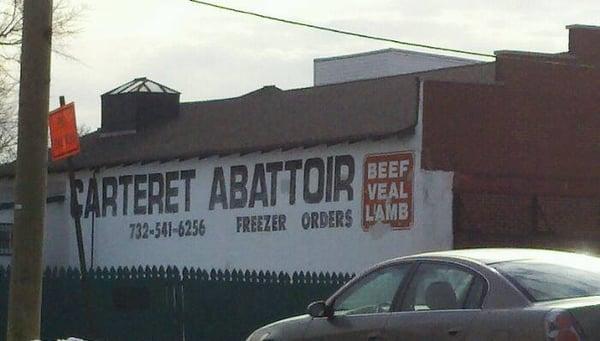 CARTERET ABATTOIR
732-541-6256 FREEZER ORDERS
BEEF
VEAL
LAMB